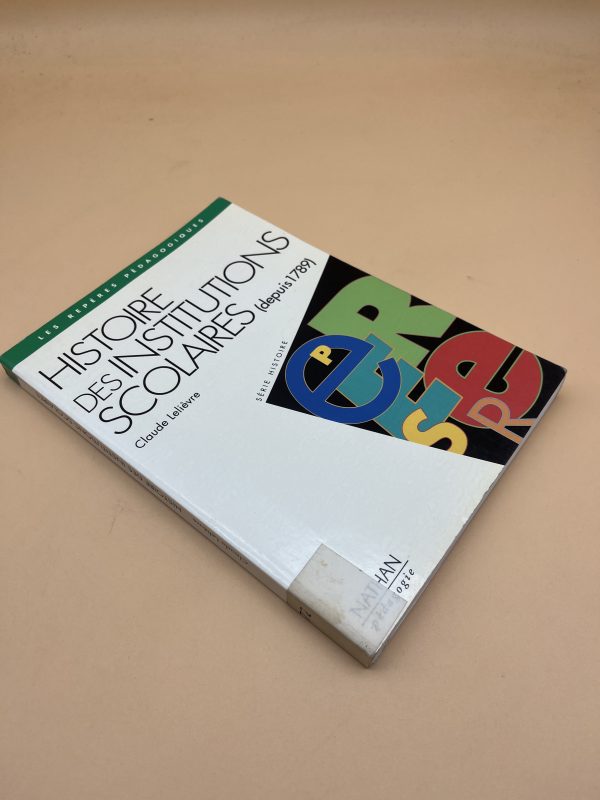 LES REPÈRES PÉDAGOGIQUES
HISTOIRE
DES INSTITUTIONS
SCOLAIRES (depuis 1789)
Claude Lelièvre
SÉRIE HISTOIRE
NATHAN
pédagogie